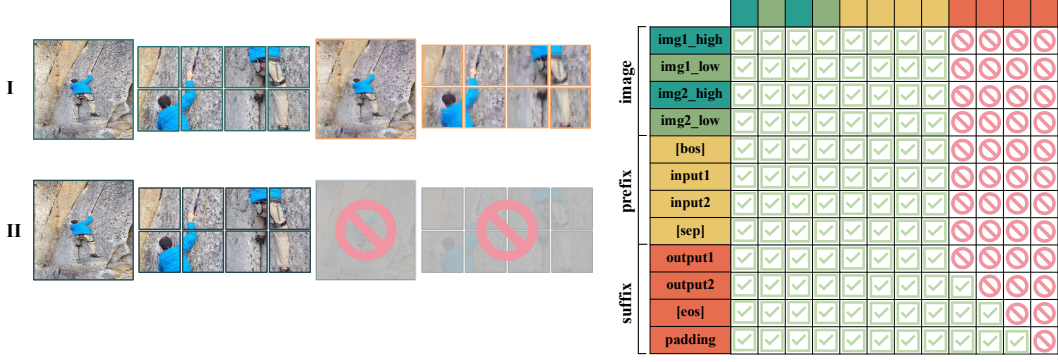 I
II
image
prefix
suffix
img1_high
img1_low
img2_high
img2_low
[bos]
input1
input2
[sep]
output1
output2
[eos]
padding